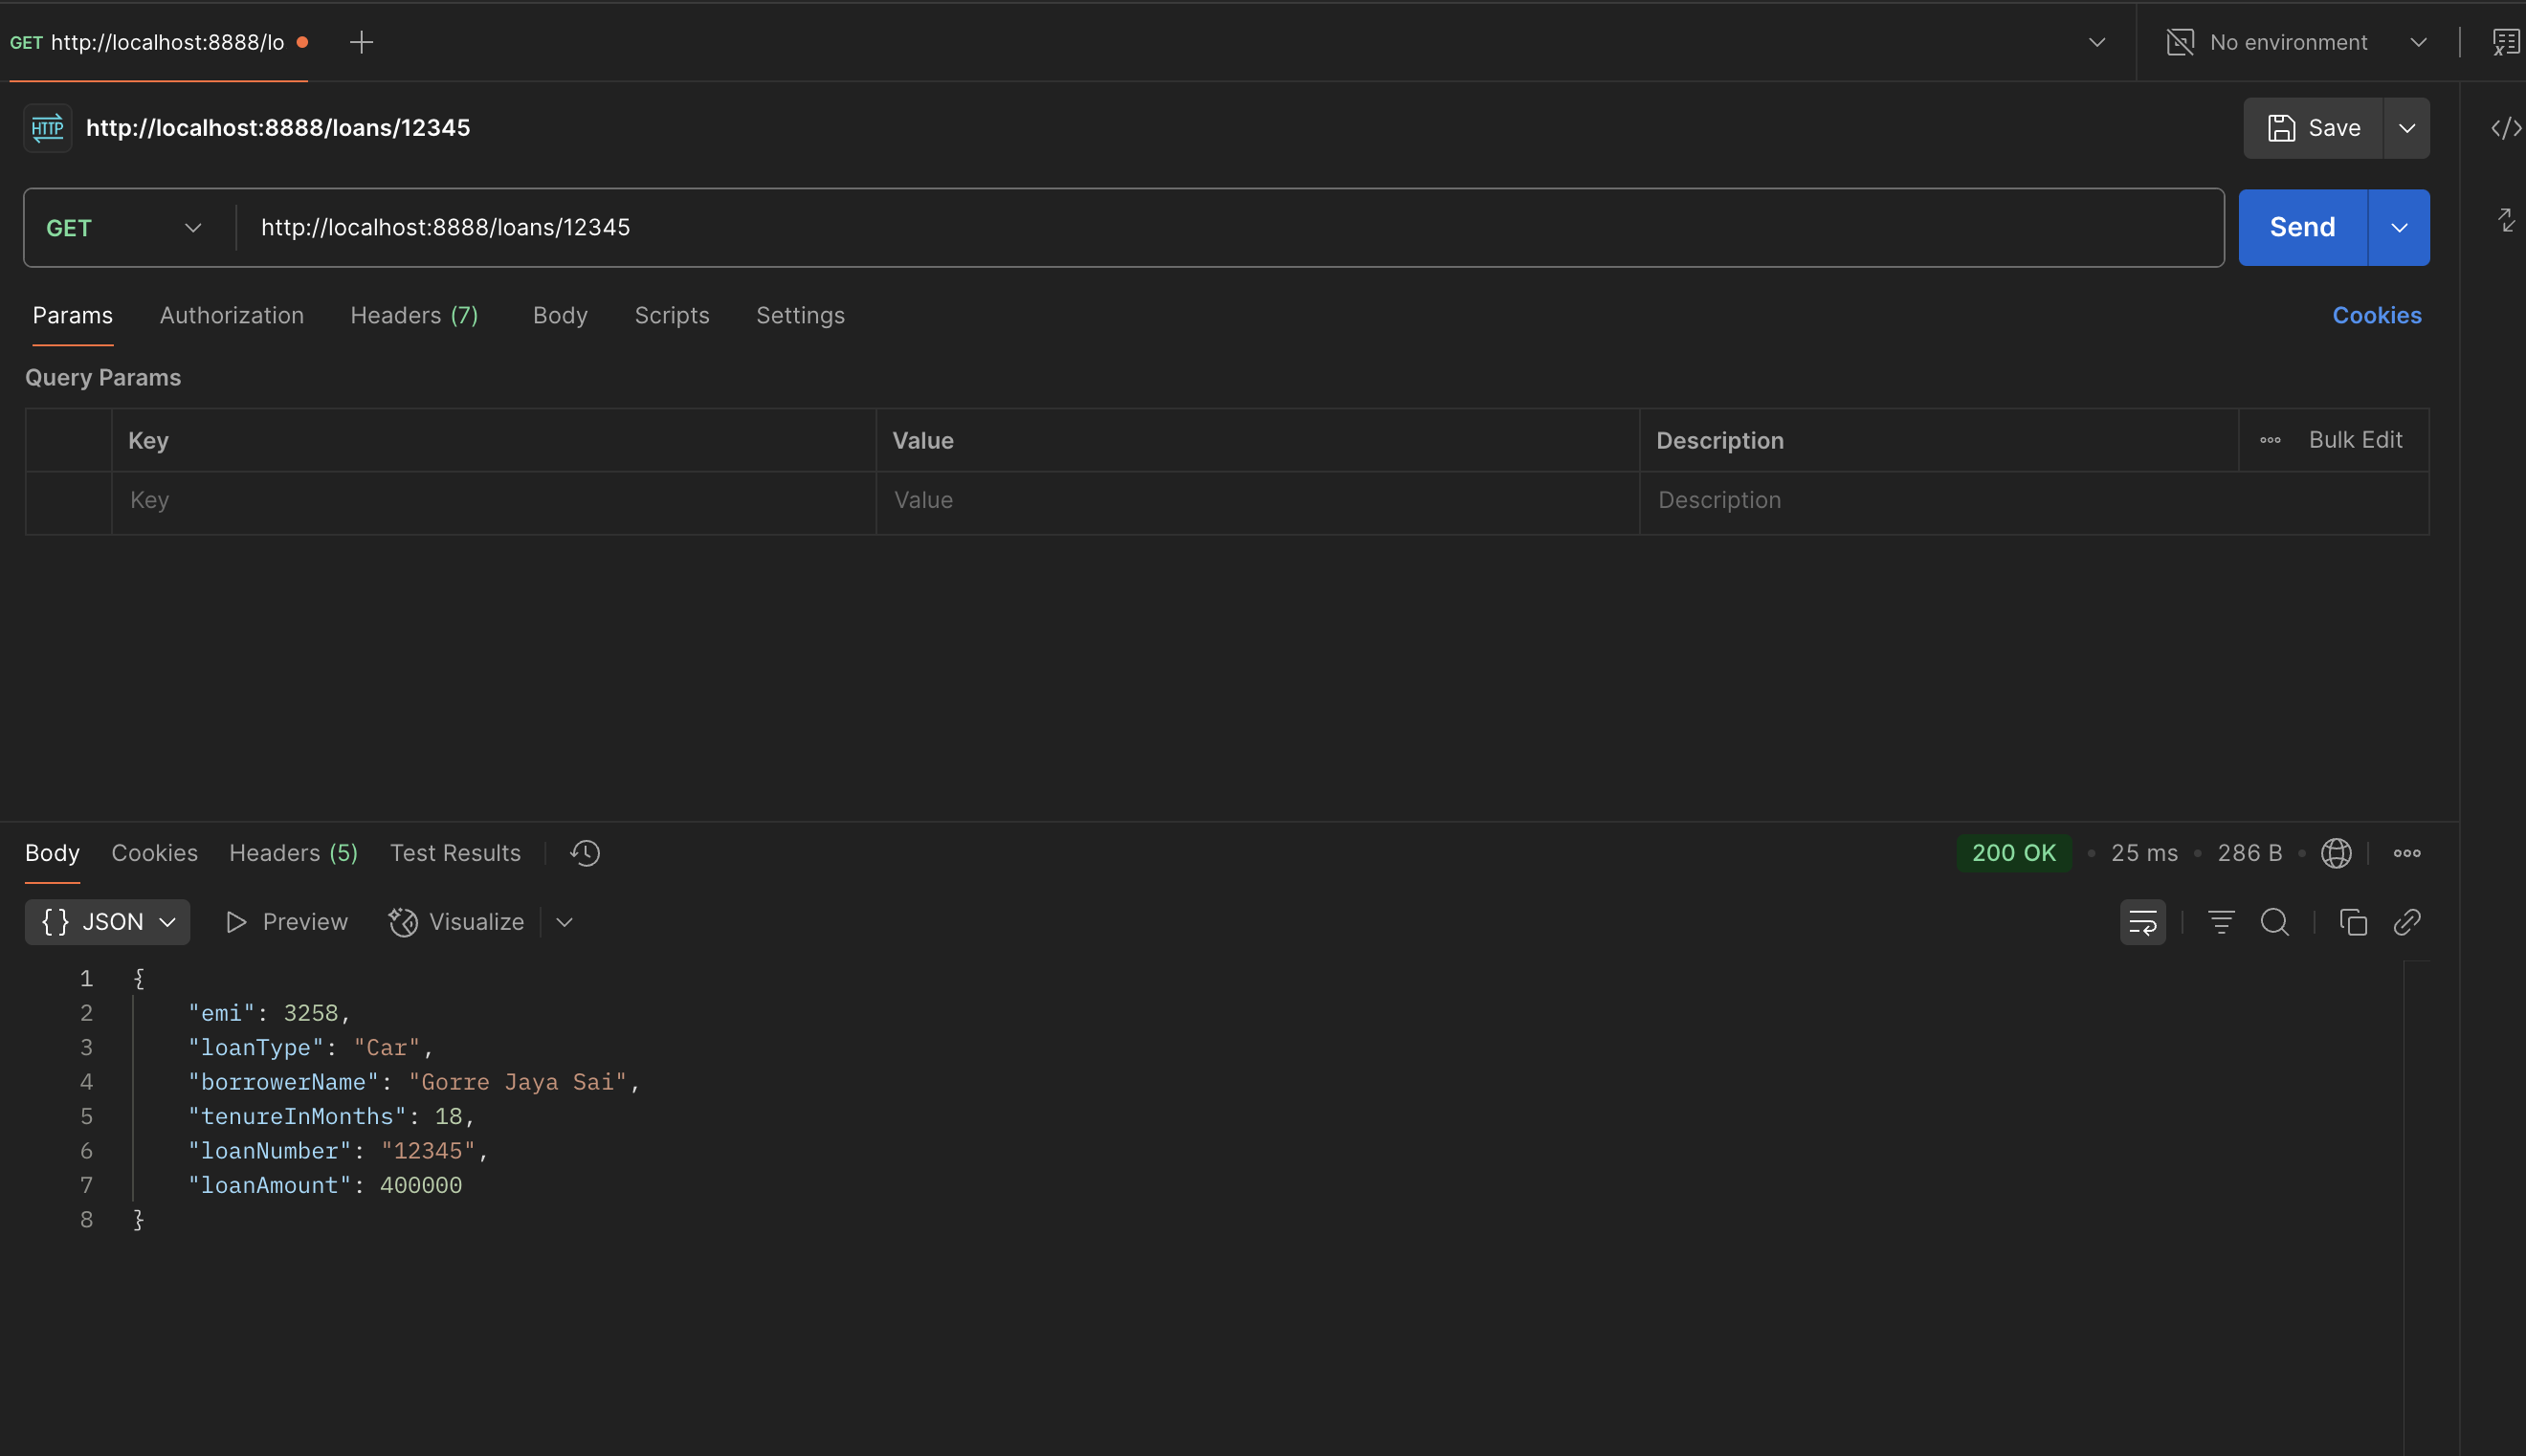 GET http://localhost:8888/lo
No environment
HTTP http://localhost:8888/loans/12345
Save
GET http://localhost:8888/loans/12345
Send
Params Authorization Headers (7) Body Scripts Settings Cookies
Query Params
Key Value Description Bulk Edit
Key Value Description
Body Cookies Headers (5) Test Results 200 OK 25 ms 286 B
{} JSON Preview Visualize
1 {
2 "emi": 3258,
3 "loanType": "Car",
4 "borrowerName": "Gorre Jaya Sai",
5 "tenureInMonths": 18,
6 "loanNumber": "12345",
7 "loanAmount": 400000
8 }